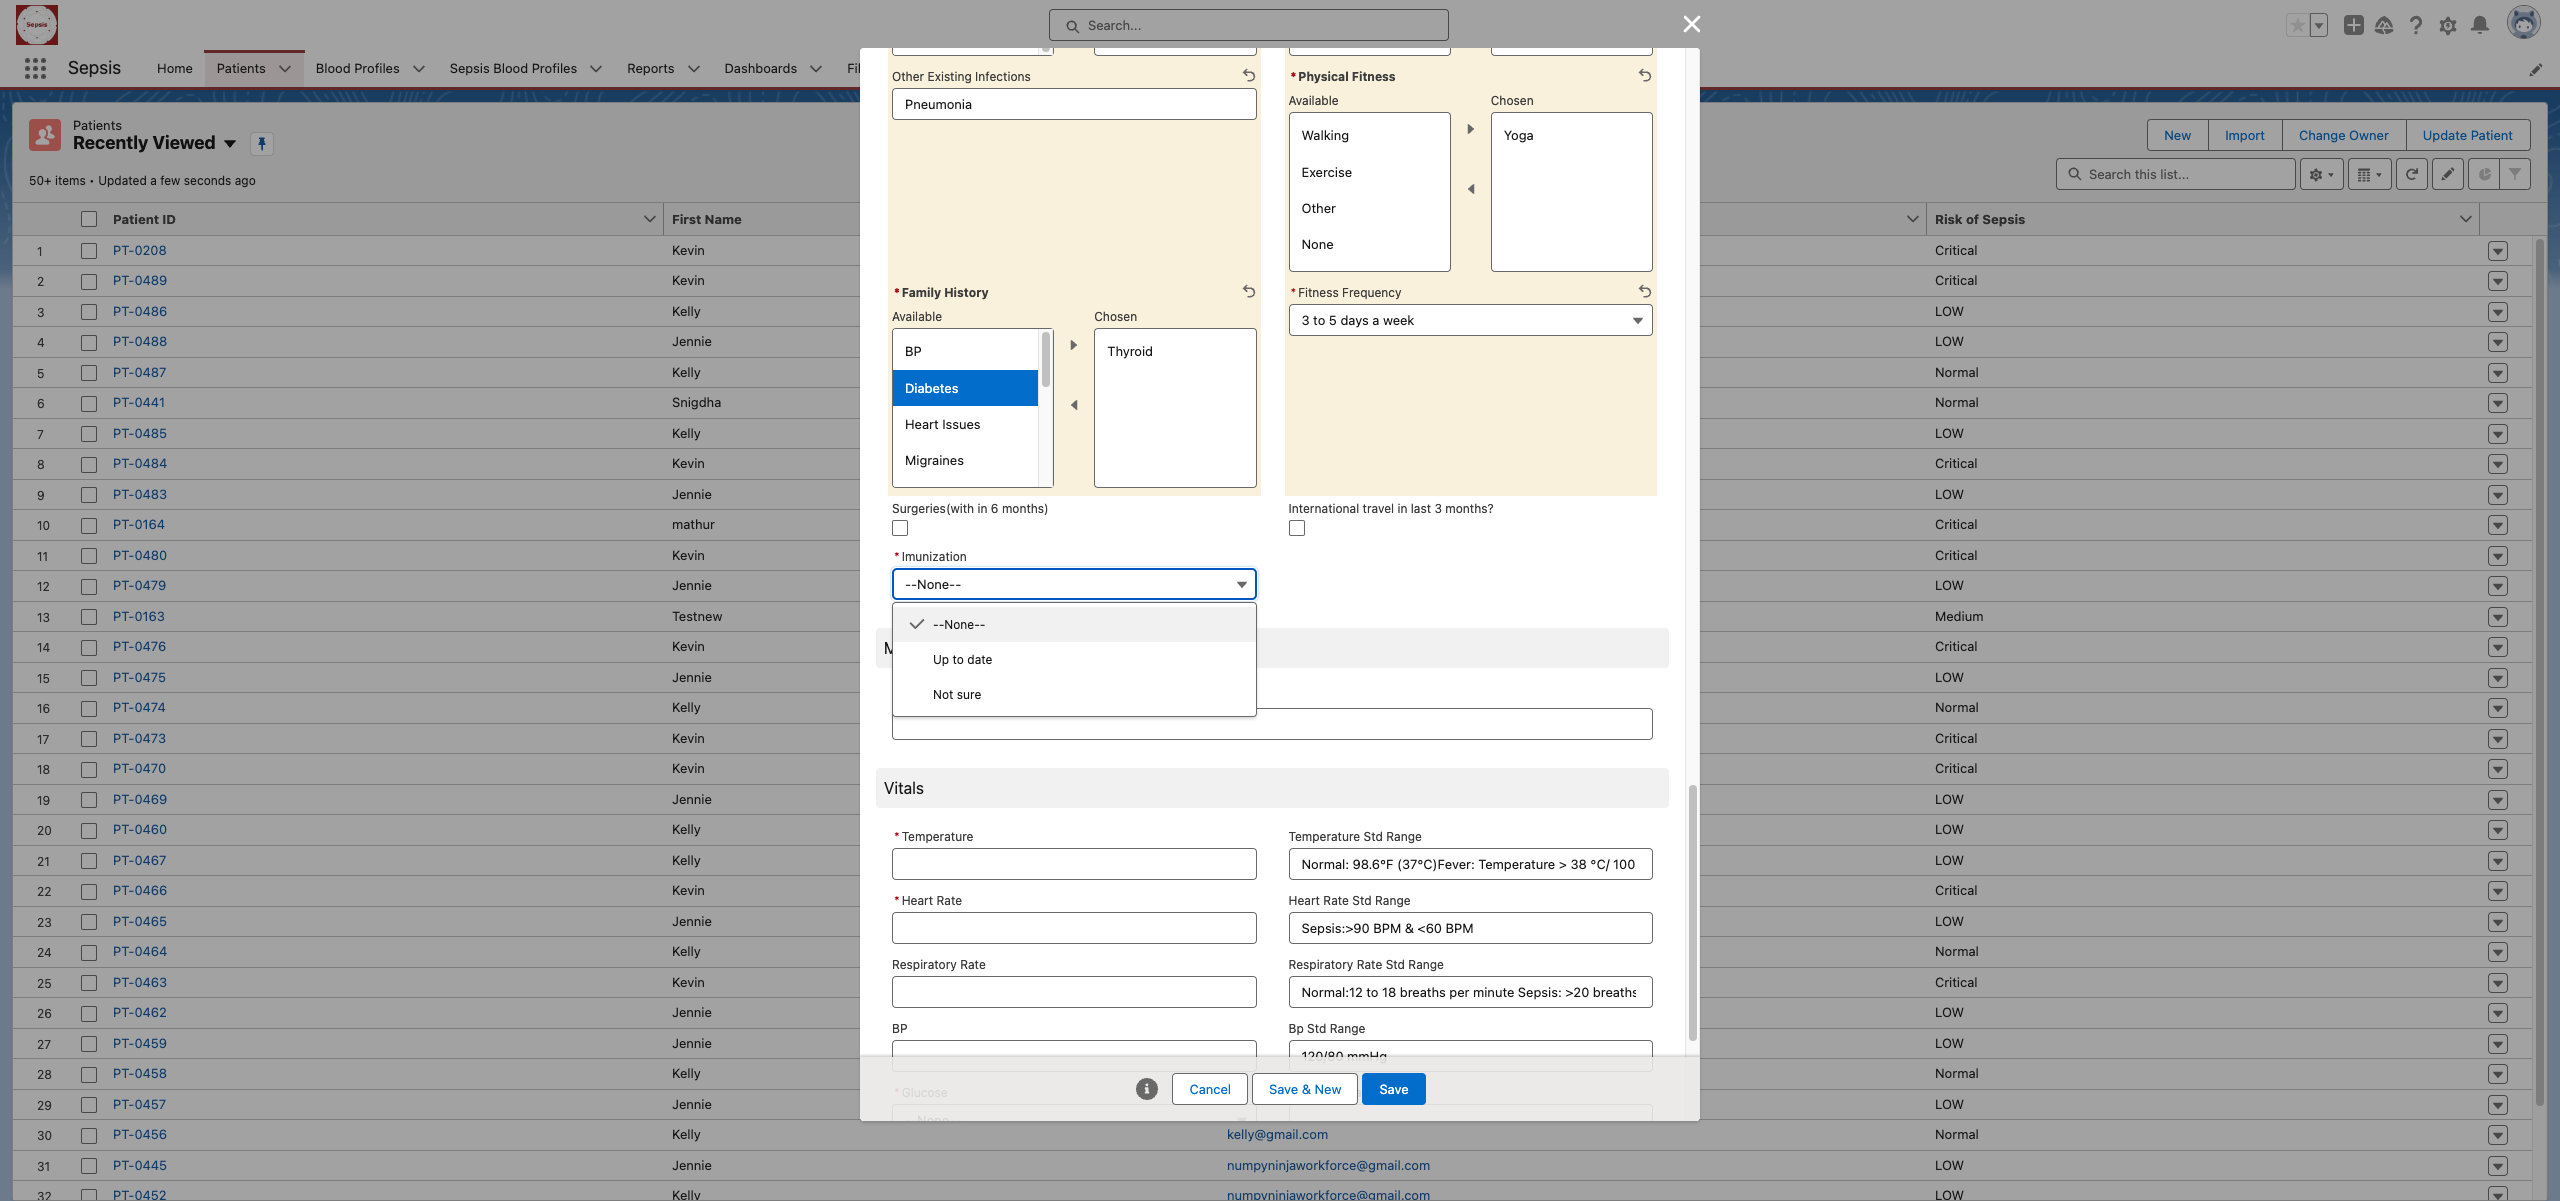 Sepsis
Search...
Sepsis
Home
Patients
Blood Profiles
Sepsis Blood Profiles
Reports
Dashboards
Patients
Recently Viewed
50+ items • Updated a few seconds ago
New
Import
Change Owner
Update Patient
Search this list...
Patient ID
First Name
Risk of Sepsis
1 PT-0208 Kevin Critical
2 PT-0489 Kevin Critical
3 PT-0486 Kelly LOW
4 PT-0488 Jennie LOW
5 PT-0487 Kelly Normal
6 PT-0441 Snigdha Normal
7 PT-0485 Kelly LOW
8 PT-0484 Kevin Critical
9 PT-0483 Jennie LOW
10 PT-0164 mathur Critical
11 PT-0480 Kevin Critical
12 PT-0479 Jennie LOW
13 PT-0163 Testnew Medium
14 PT-0476 Kevin Critical
15 PT-0475 Jennie LOW
16 PT-0474 Kelly Normal
17 PT-0473 Kevin Critical
18 PT-0470 Kevin Critical
19 PT-0469 Jennie LOW
20 PT-0460 Kelly LOW
21 PT-0467 Kelly LOW
22 PT-0466 Kevin Critical
23 PT-0465 Jennie LOW
24 PT-0464 Kelly Normal
25 PT-0463 Kevin Critical
26 PT-0462 Jennie LOW
27 PT-0459 Jennie LOW
28 PT-0458 Kelly Normal
29 PT-0457 Jennie LOW
30 PT-0456 Kelly kelly@gmail.com Normal
31 PT-0445 Jennie numpyninjaworkforce@gmail.com LOW
32 PT-0452 Kelly numpyninjaworkforce@gmail.com LOW
Other Existing Infections
Pneumonia
*Physical Fitness
Available
Chosen
Walking
Exercise
Other
None
Yoga
*Family History
Available
Chosen
BP
Diabetes
Heart Issues
Migraines
Thyroid
*Fitness Frequency
3 to 5 days a week
Surgeries(with in 6 months)
International travel in last 3 months?
*Imunization
--None--
--None--
Up to date
Not sure
Vitals
*Temperature
Temperature Std Range
Normal: 98.6°F (37°C)Fever: Temperature > 38 °C/ 100
*Heart Rate
Heart Rate Std Range
Sepsis:>90 BPM & <60 BPM
Respiratory Rate
Respiratory Rate Std Range
Normal:12 to 18 breaths per minute Sepsis: >20 breaths
BP
Bp Std Range
120/80 mmHg
*Glucose
Cancel
Save & New
Save